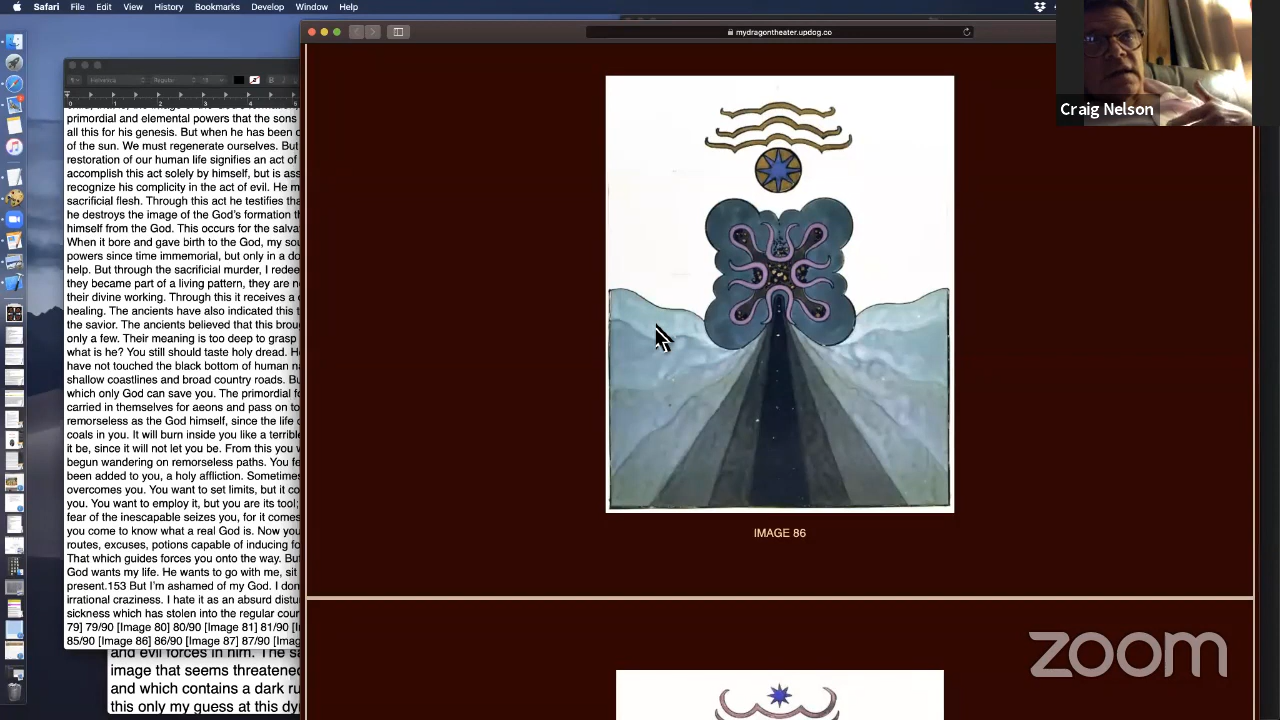 Safari File Edit View History Bookmarks Develop Window Help
mydragontheater.updog.co
Craig Nelson
Helvetica Regular
0 1 2 3 4 5
primordial and elemental powers that the sons
all this for his genesis. But when he has been
of the sun. We must regenerate ourselves. But
restoration of our human life signifies an act of
accomplish this act solely by himself, but is ass
recognize his complicity in the act of evil. He m
sacrificial flesh. Through this act he testifies tha
he destroys the image of the God's formation t
himself from the God. This occurs for the salva
When it bore and gave birth to the God, my so
powers since time immemorial, but only in a do
help. But through the sacrificial murder, I redee
they became part of a living pattern, they are n
their divine working. Through this it receives a
healing. The ancients have also indicated this t
the savior. The ancients believed that this brou
only a few. Their meaning is too deep to grasp
what is he? You still should taste holy dread. H
have not touched the black bottom of human n
shallow coastlines and broad country roads. Bu
which only God can save you. The primordial f
carried in themselves for aeons and pass on to
remorseless as the God himself, since the life
coals in you. It will burn inside you like a terrible
it be, since it will not let you be. From this you
begun wandering on remorseless paths. You fe
been added to you, a holy affliction. Sometimes
overcomes you. You want to set limits, but it co
you. You want to employ it, but you are its tool;
fear of the inescapable seizes you, for it comes
you come to know what a real God is. Now you
routes, excuses, potions capable of inducing fo
That which guides forces you onto the way. Bu
God wants my life. He wants to go with me, sit
present.153 But I'm ashamed of my God. I don
irrational craziness. I hate it as an absurd distu
sickness which has stolen into the regular cour
79] 79/90 [Image 80] 80/90 [Image 81] 81/90 [I
85/90 [Image 86] 86/90 [Image 87] 87/90 [Imag
and evil forces in him. The sa
image that seems threatened
and which contains a dark ru
this only my guess at this dy
IMAGE 86
zoom